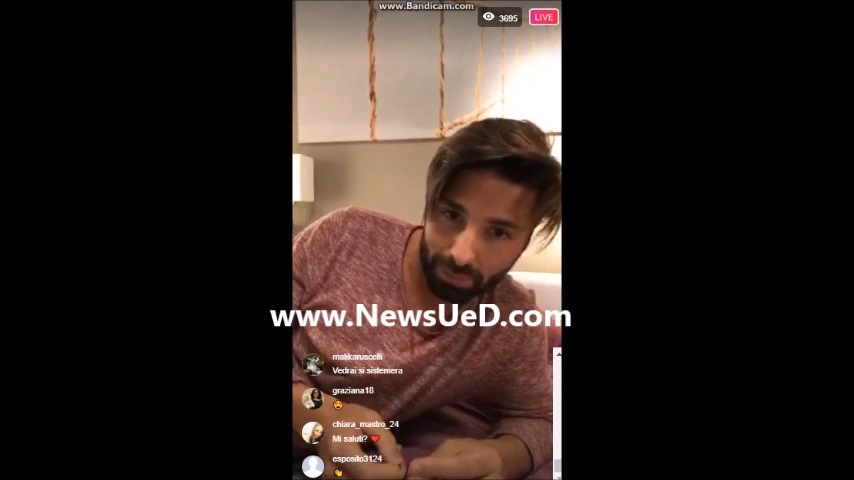 www.Bandicam.com
3695
LIVE
www.NewsUeD.com
malikaruscelli
Vedrai si sistemera
graziana18
🤩
chiara_mastro_24
Mi saluti? ❤️
esposito3124
👏